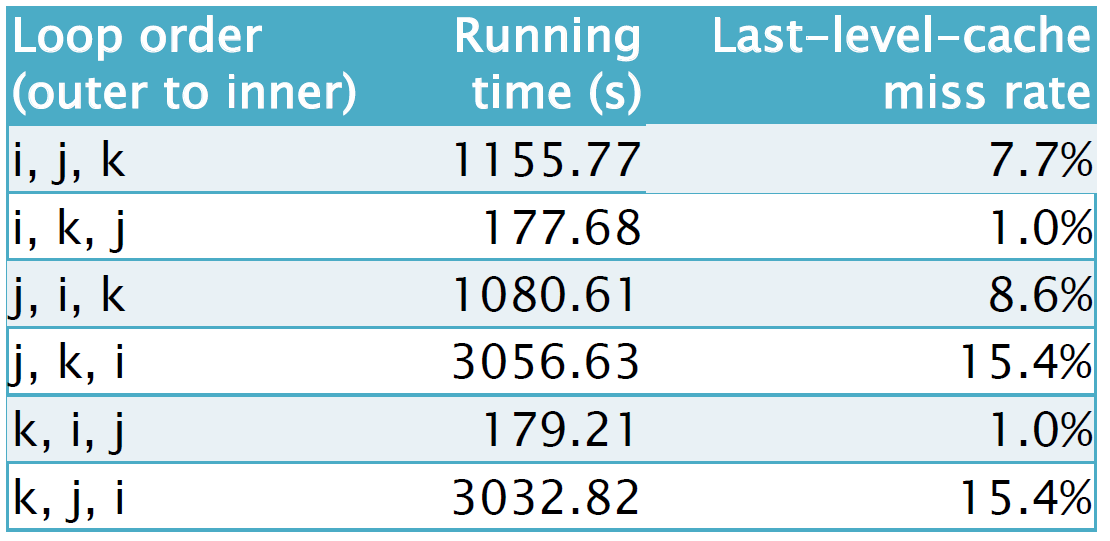 Loop order (outer to inner) Running time (s) Last-level-cache miss rate
i, j, k 1155.77 7.7%
i, k, j 177.68 1.0%
j, i, k 1080.61 8.6%
j, k, i 3056.63 15.4%
k, i, j 179.21 1.0%
k, j, i 3032.82 15.4%